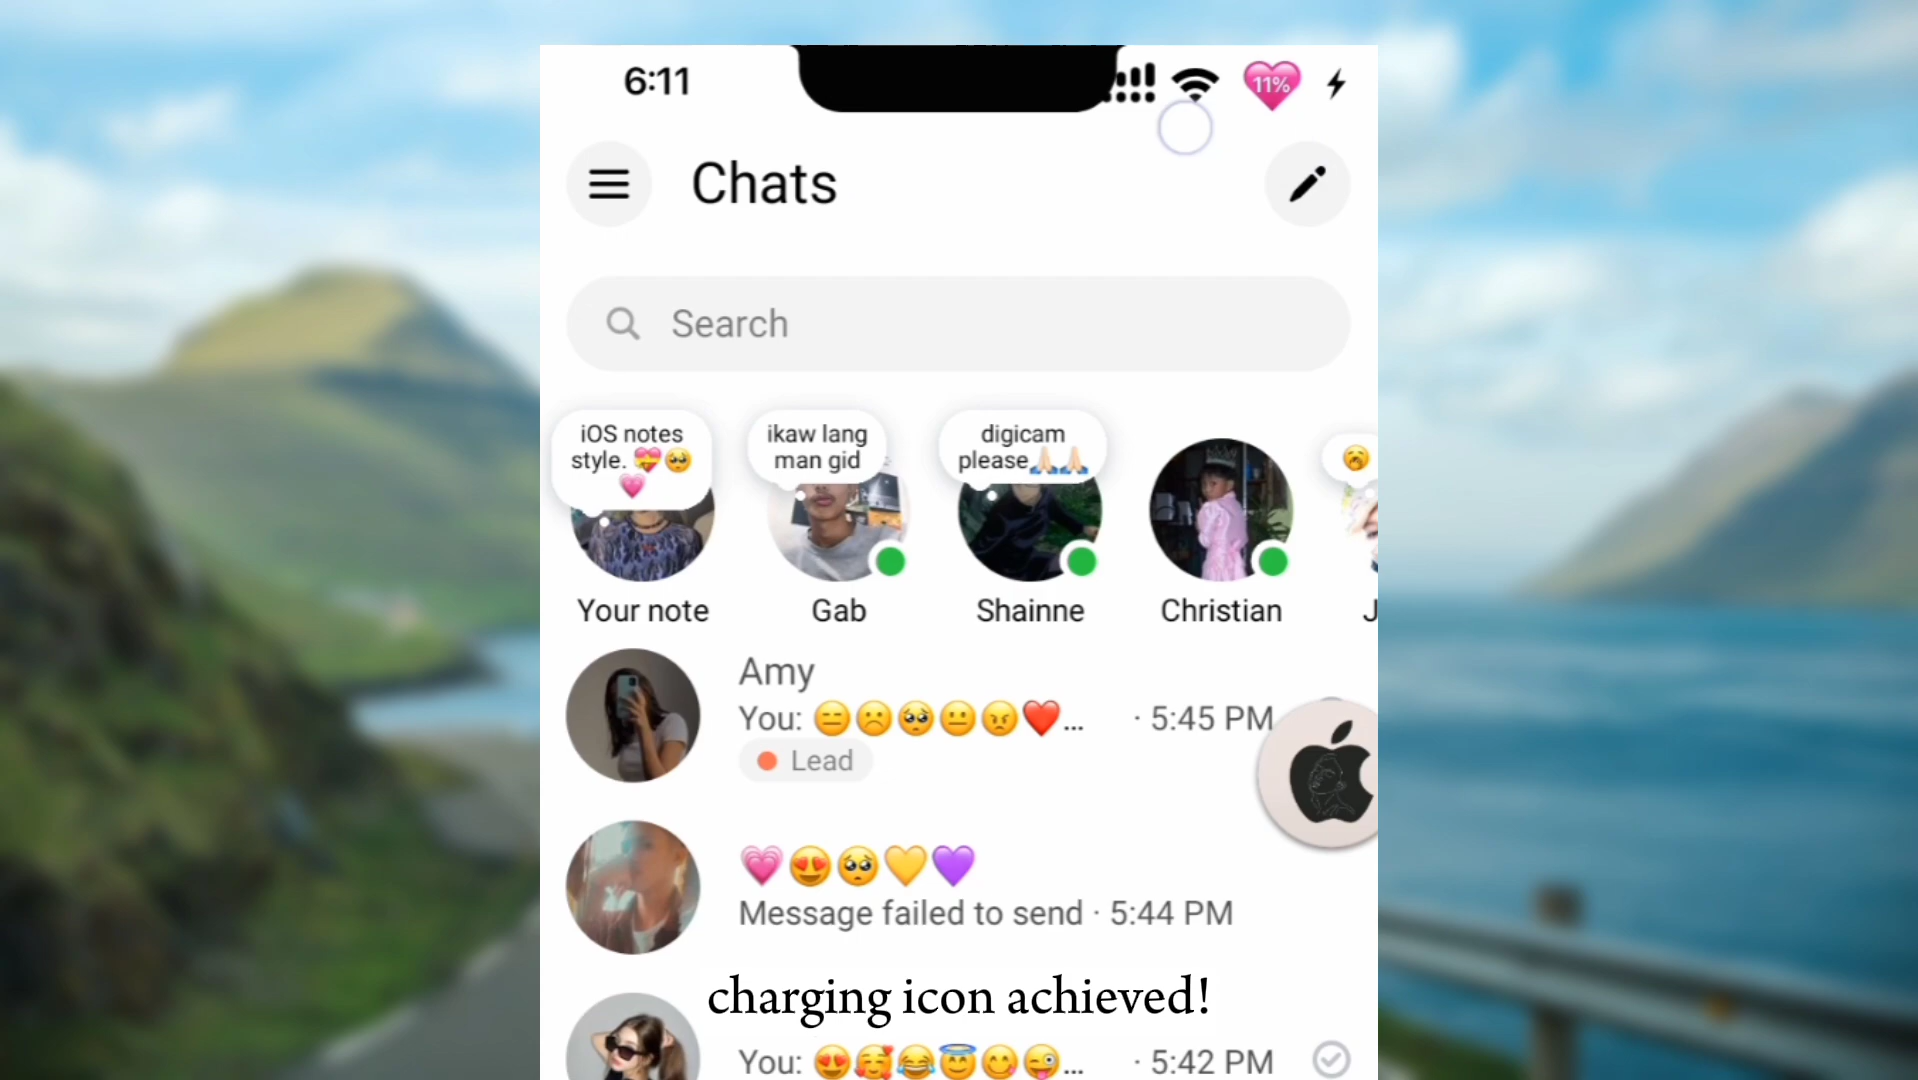 6:11
11%
Chats
Search
iOS notes
style. 💝🥺
💗
ikaw lang
man gid
digicam
please🙏🏻🙏🏻
🥱
Your note
Gab
Shainne
Christian
J
Amy
You: 😑☹️🥺😐😠❤️... · 5:45 PM
Lead
💗😍🥺💛💜
Message failed to send · 5:44 PM
charging icon achieved!
You: 😍🥰😂😇😋😜... · 5:42 PM